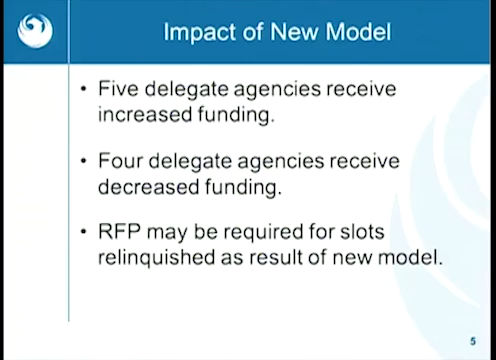 Impact of New Model
• Five delegate agencies receive
increased funding.
• Four delegate agencies receive
decreased funding.
• RFP may be required for slots
relinquished as result of new model.
5